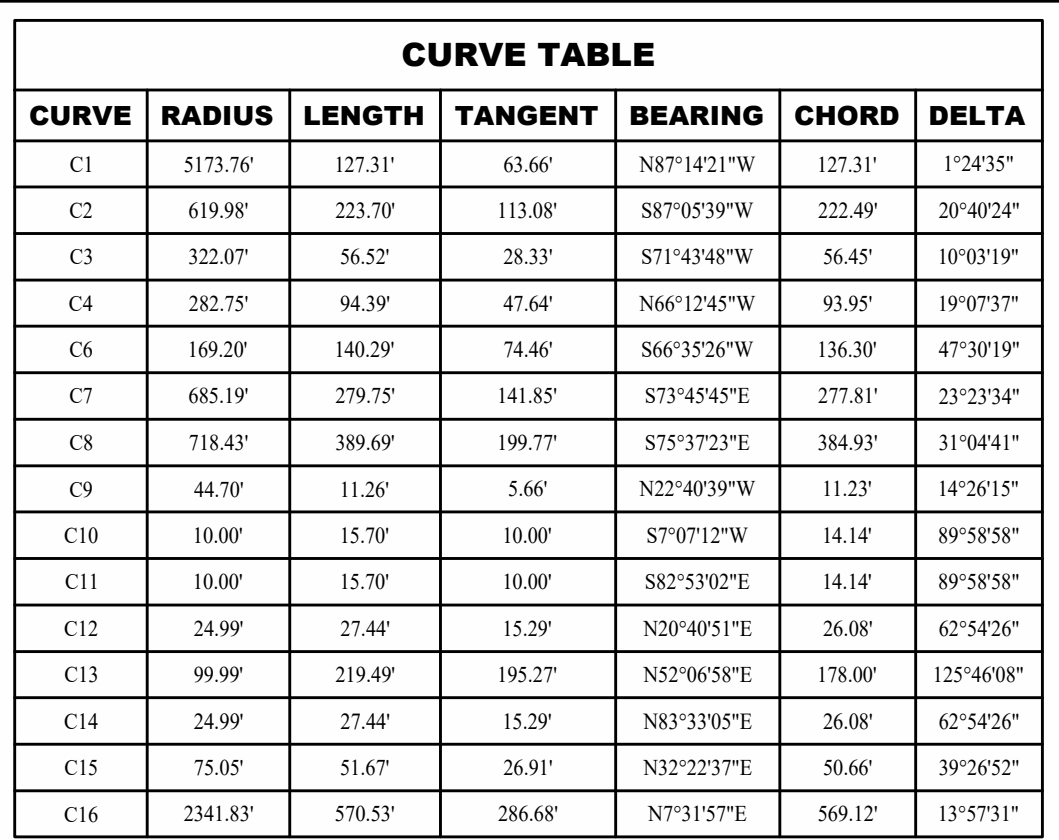 CURVE TABLE
CURVE RADIUS LENGTH TANGENT BEARING CHORD DELTA
C1 5173.76' 127.31' 63.66' N87°14'21"W 127.31' 1°24'35"
C2 619.98' 223.70' 113.08' S87°05'39"W 222.49' 20°40'24"
C3 322.07' 56.52' 28.33' S71°43'48"W 56.45' 10°03'19"
C4 282.75' 94.39' 47.64' N66°12'45"W 93.95' 19°07'37"
C6 169.20' 140.29' 74.46' S66°35'26"W 136.30' 47°30'19"
C7 685.19' 279.75' 141.85' S73°45'45"E 277.81' 23°23'34"
C8 718.43' 389.69' 199.77' S75°37'23"E 384.93' 31°04'41"
C9 44.70' 11.26' 5.66' N22°40'39"W 11.23' 14°26'15"
C10 10.00' 15.70' 10.00' S7°07'12"W 14.14' 89°58'58"
C11 10.00' 15.70' 10.00' S82°53'02"E 14.14' 89°58'58"
C12 24.99' 27.44' 15.29' N20°40'51"E 26.08' 62°54'26"
C13 99.99' 219.49' 195.27' N52°06'58"E 178.00' 125°46'08"
C14 24.99' 27.44' 15.29' N83°33'05"E 26.08' 62°54'26"
C15 75.05' 51.67' 26.91' N32°22'37"E 50.66' 39°26'52"
C16 2341.83' 570.53' 286.68' N7°31'57"E 569.12' 13°57'31"